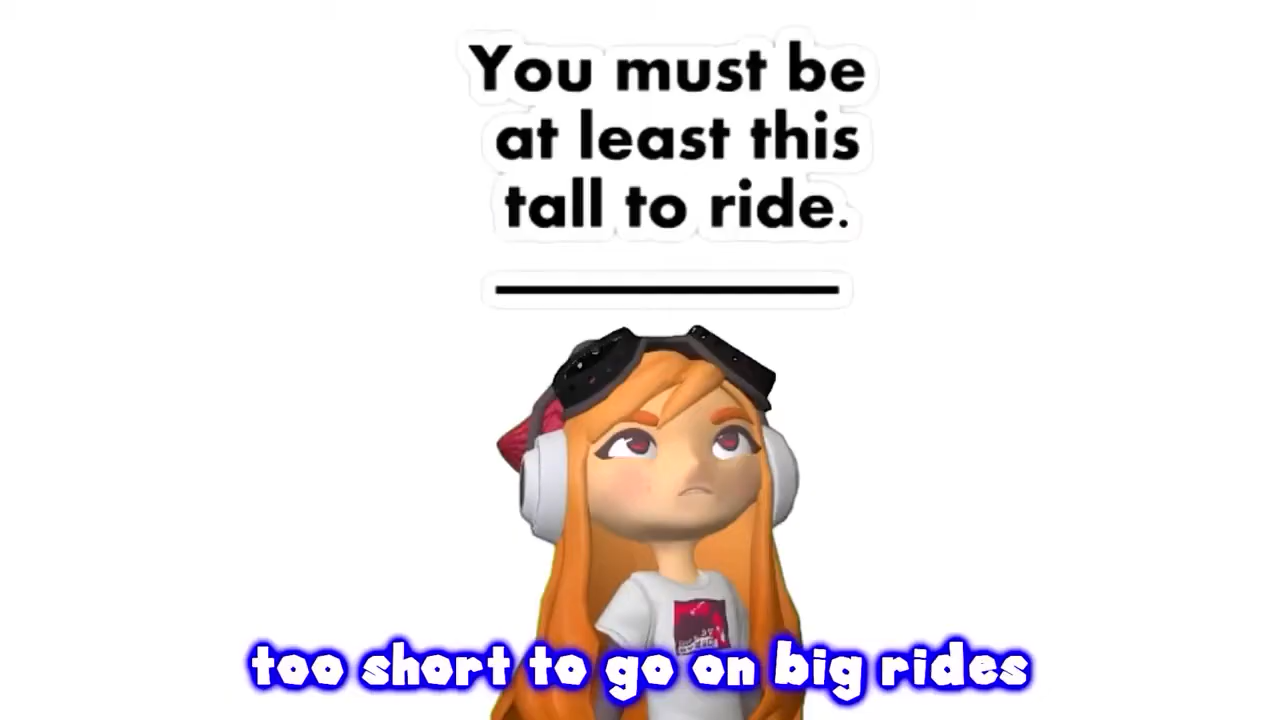 You must be
at least this
tall to ride.
too short to go on big rides